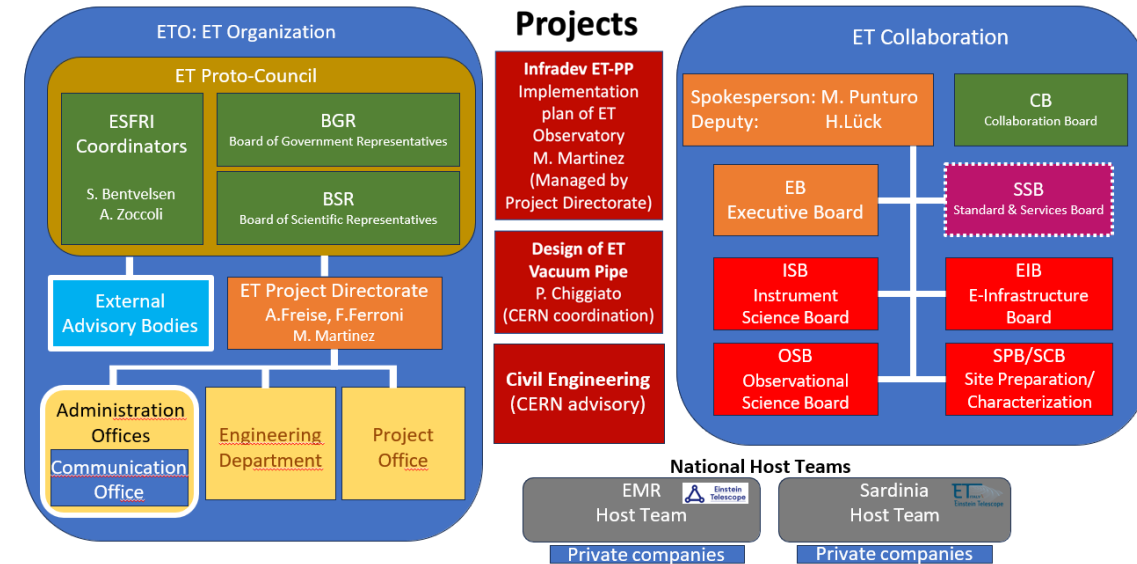 ETO: ET Organization
ET Proto-Council
ESFRI
Coordinators
S. Bentvelsen
A. Zoccoli
BGR
Board of Government Representatives
BSR
Board of Scientific Representatives
External
Advisory Bodies
ET Project Directorate
A.Freise, F.Ferroni
M. Martinez
Administration
Offices
Communication
Office
Engineering
Department
Project
Office
Projects
Infradev ET-PP
Implementation
plan of ET
Observatory
M. Martinez
(Managed by
Project Directorate)
Design of ET
Vacuum Pipe
P. Chiggiato
(CERN coordination)
Civil Engineering
(CERN advisory)
ET Collaboration
Spokesperson: M. Punturo
Deputy: H.Lück
CB
Collaboration Board
EB
Executive Board
SSB
Standard & Services Board
ISB
Instrument
Science Board
EIB
E-Infrastructure
Board
OSB
Observational
Science Board
SPB/SCB
Site Preparation/
Characterization
National Host Teams
EMR
Host Team
Einstein
Telescope
Private companies
Sardinia
Host Team
ET
Einstein Telescope
Private companies